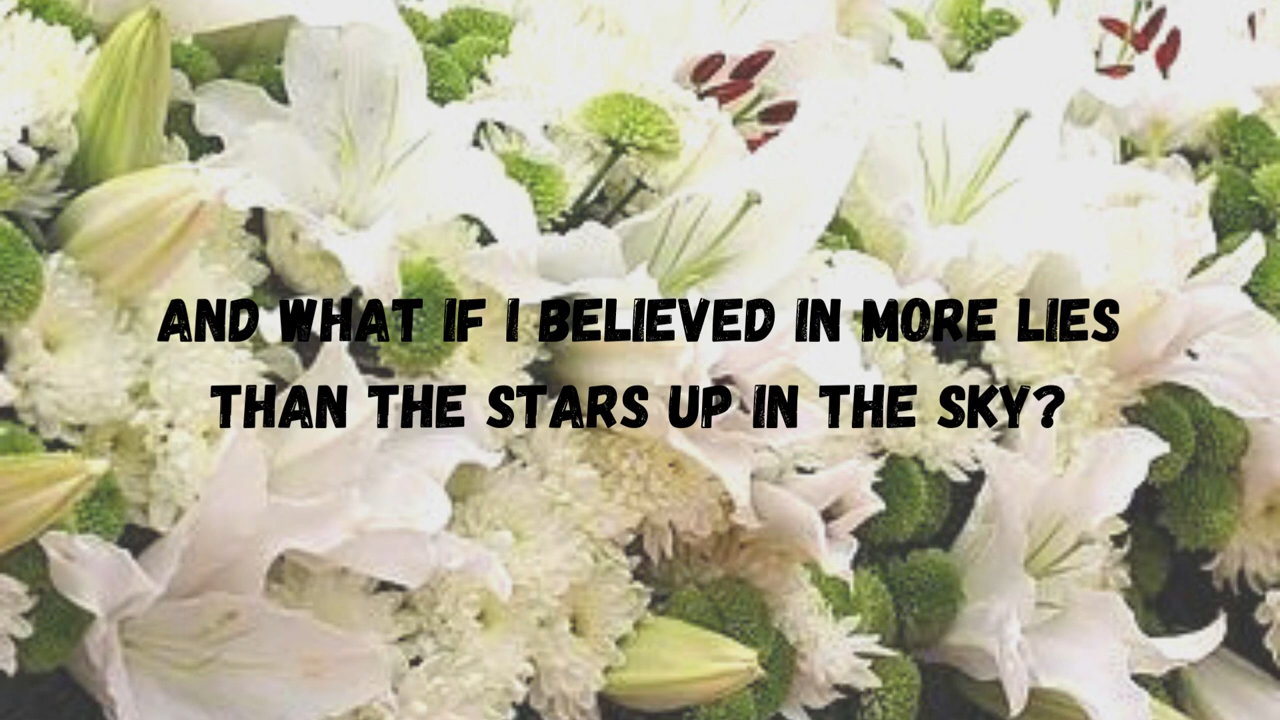 AND WHAT IF I BELIEVED IN MORE LIES
THAN THE STARS UP IN THE SKY?